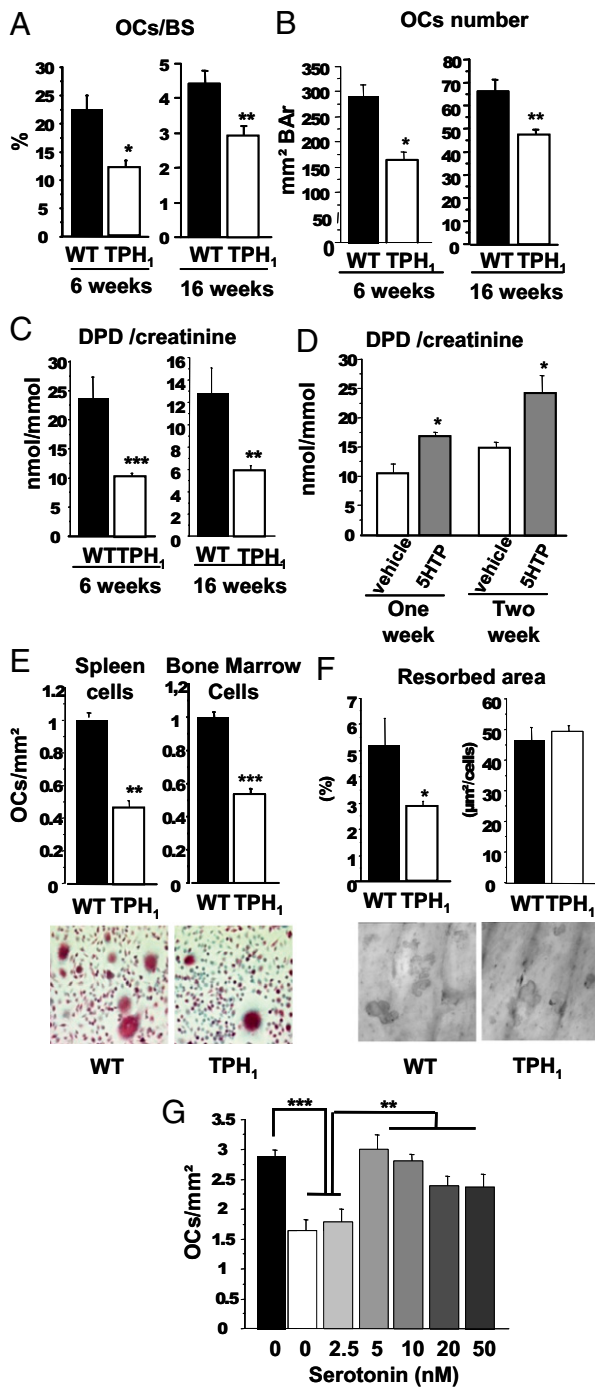 A
OCs/BS
B
OCs number
30
25
20
15
10
5
0
%
*
WT TPH₁
6 weeks
6
5
4
3
2
1
0
**
WT TPH₁
16 weeks
350
300
250
200
150
100
50
0
mm² BAr
*
WT TPH₁
6 weeks
80
70
60
50
40
30
20
10
0
**
WT TPH₁
16 weeks
C
DPD /creatinine
D
DPD /creatinine
30
25
20
15
10
5
0
nmol/mmol
***
WTTPH₁
6 weeks
16
14
12
10
8
6
4
2
0
**
WT TPH₁
16 weeks
30
25
20
15
10
5
0
nmol/mmol
*
*
vehicle
5HTP
vehicle
5HTP
One
week
Two
week
E
Spleen
cells
Bone Marrow
Cells
F
Resorbed area
1,2
1
0.8
0.6
0.4
0.2
0
OCs/mm²
**
WT TPH₁
1,2
1
0.8
0.6
0.4
0.2
0
***
WT TPH₁
7
6
5
4
3
2
1
0
(%)
*
WT TPH₁
60
50
40
30
20
10
0
(µm²/cells)
WTTPH₁
WT
TPH₁
WT
TPH₁
G
***
**
3.5
3
2.5
2
1.5
1
0.5
0
OCs/mm²
0 0 2.5 5 10 20 50
Serotonin (nM)